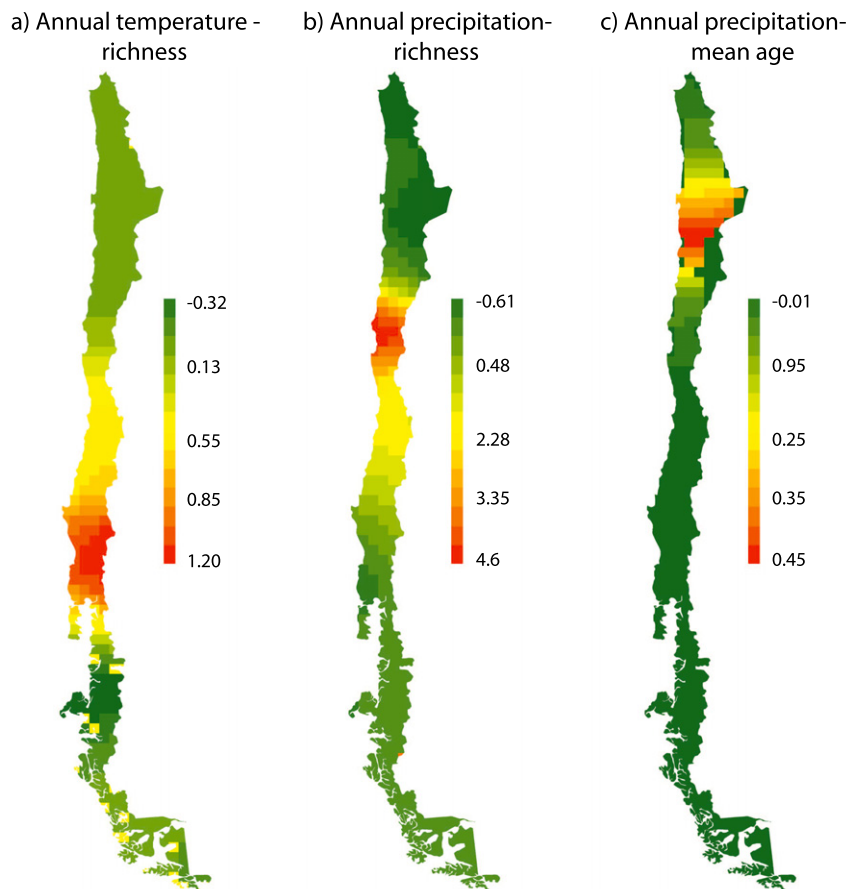 a) Annual temperature -
richness
b) Annual precipitation-
richness
c) Annual precipitation-
mean age
-0.32
0.13
0.55
0.85
1.20
-0.61
0.48
2.28
3.35
4.6
-0.01
0.95
0.25
0.35
0.45